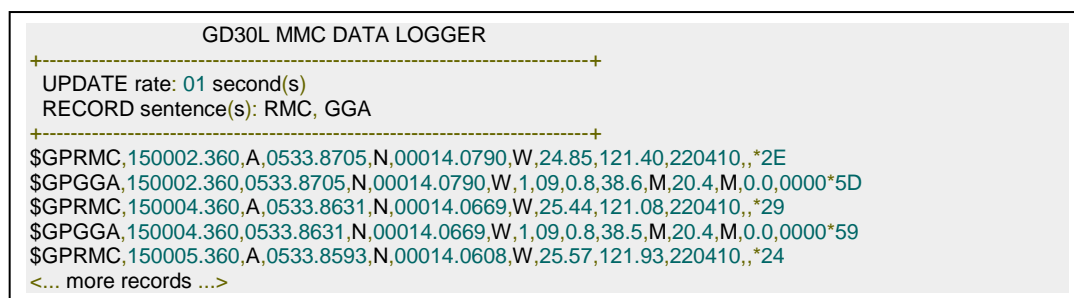 GD30L MMC DATA LOGGER
+-----------------------------------------------------------------------------+
UPDATE rate: 01 second(s)
RECORD sentence(s): RMC, GGA
+-----------------------------------------------------------------------------+
$GPRMC,150002.360,A,0533.8705,N,00014.0790,W,24.85,121.40,220410,,*2E
$GPGGA,150002.360,0533.8705,N,00014.0790,W,1,09,0.8,38.6,M,20.4,M,0.0,0000*5D
$GPRMC,150004.360,A,0533.8631,N,00014.0669,W,25.44,121.08,220410,,*29
$GPGGA,150004.360,0533.8631,N,00014.0669,W,1,09,0.8,38.5,M,20.4,M,0.0,0000*59
$GPRMC,150005.360,A,0533.8593,N,00014.0608,W,25.57,121.93,220410,,*24
<... more records ...>